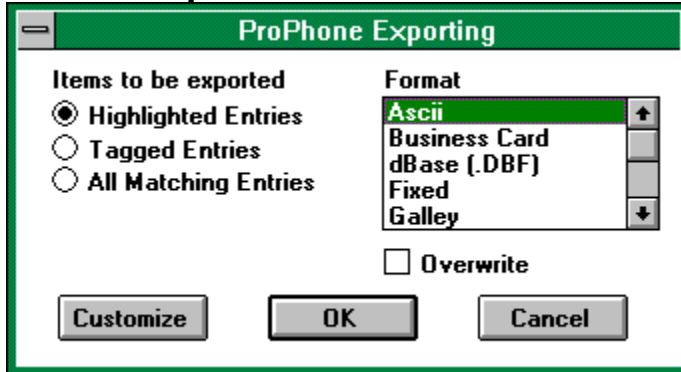 ProPhone Exporting
Items to be exported
Highlighted Entries
Tagged Entries
All Matching Entries
Format
Ascii
Business Card
dBase (.DBF)
Fixed
Galley
Overwrite
Customize
OK
Cancel